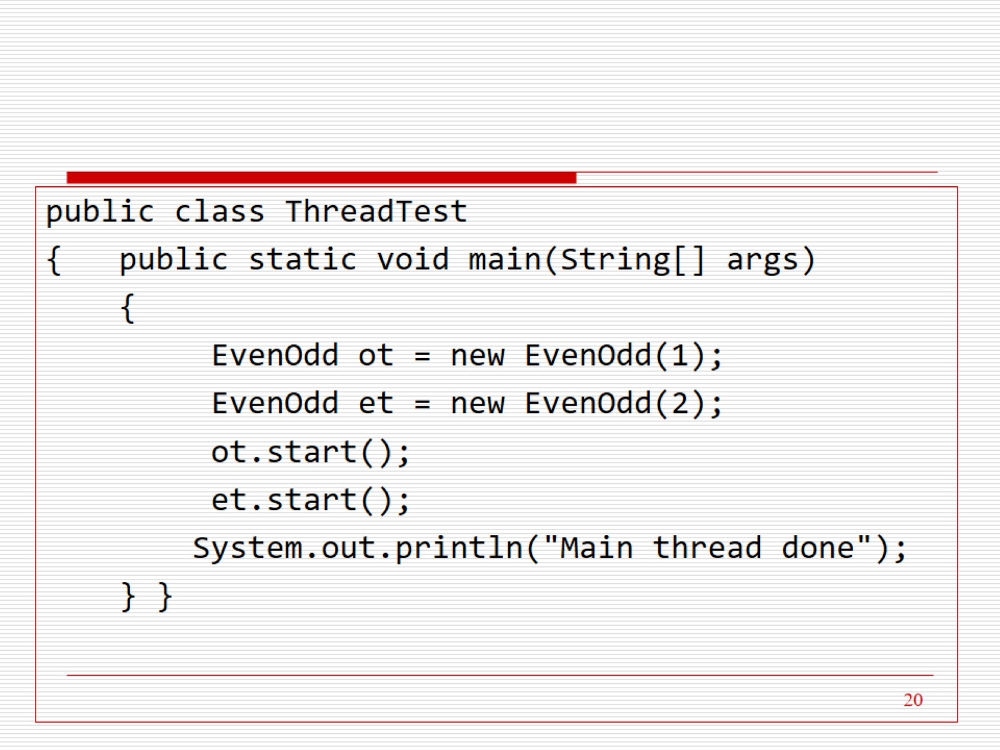 public class ThreadTest
{   public static void main(String[] args)
    {
         EvenOdd ot = new EvenOdd(1);
         EvenOdd et = new EvenOdd(2);
         ot.start();
         et.start();
        System.out.println("Main thread done");
    } }
20